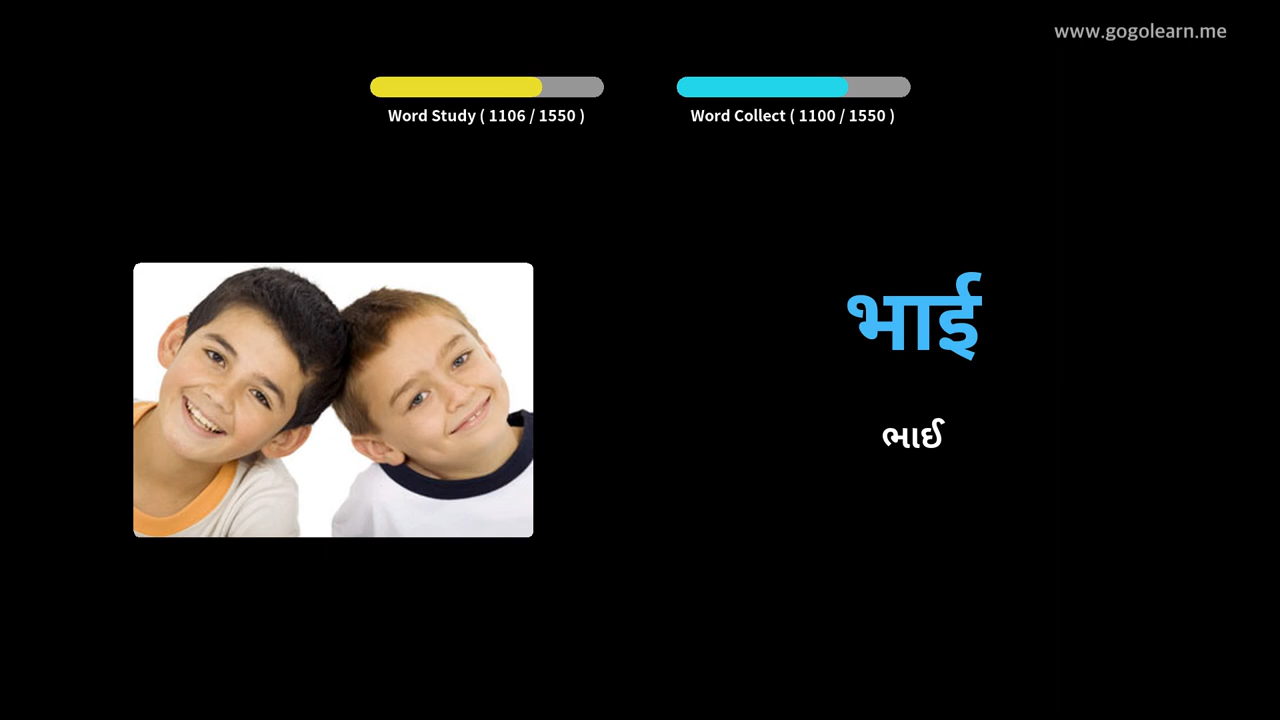 www.gogolearn.me
Word Study ( 1106 / 1550 )
Word Collect ( 1100 / 1550 )
भाई
ભાઈ